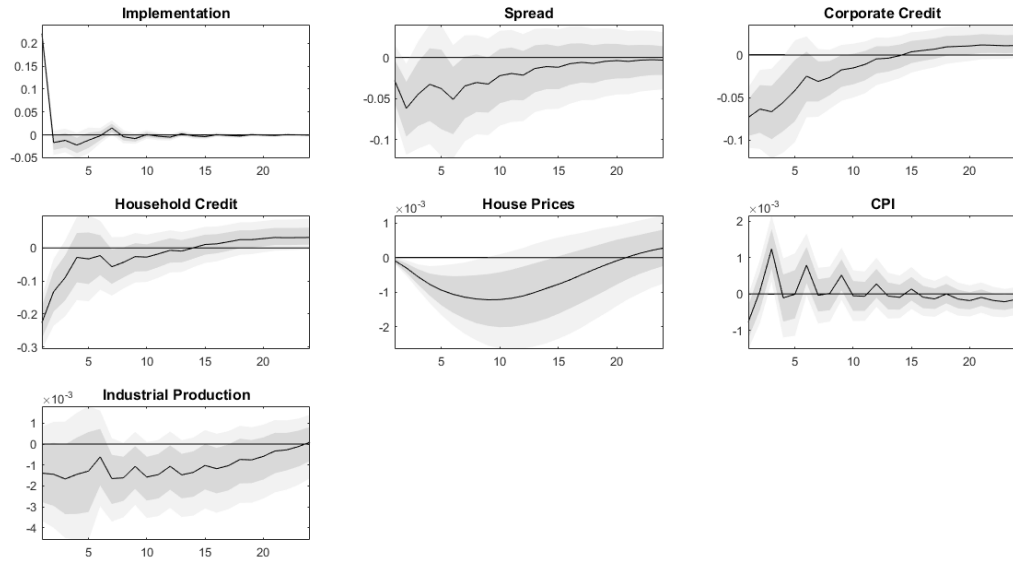 Implementation
0.2
0.15
0.1
0.05
0
-0.05
5 10 15 20
Spread
0
-0.05
-0.1
5 10 15 20
Corporate Credit
0
-0.05
-0.1
5 10 15 20
Household Credit
0
-0.1
-0.2
-0.3
5 10 15 20
×10-3
House Prices
1
0
-1
-2
5 10 15 20
×10-3
CPI
2
1
0
-1
5 10 15 20
×10-3
Industrial Production
1
0
-1
-2
-3
-4
5 10 15 20